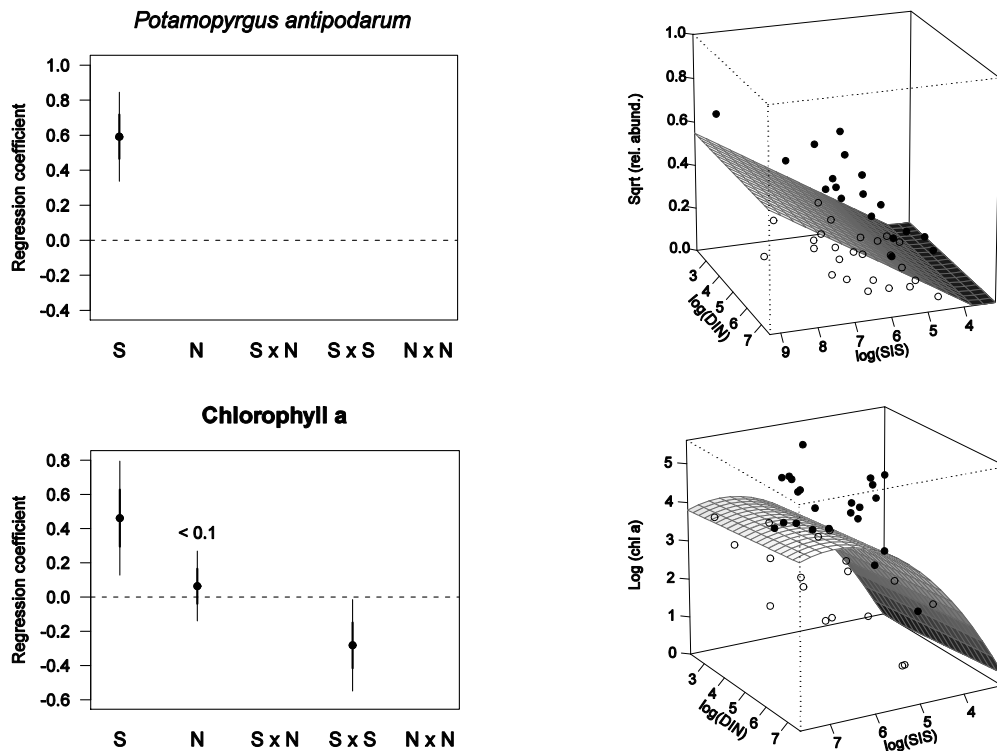 Potamopyrgus antipodarum
Regression coefficient
1.0
0.8
0.6
0.4
0.2
0.0
-0.2
-0.4
S N S x N S x S N x N
Sqrt (rel. abund.)
1.0
0.8
0.6
0.4
0.2
0.0
3 4 5 6 7
log(DIN)
9 8 7 6 5 4
log(SIS)
Chlorophyll a
Regression coefficient
0.8
0.6
0.4
0.2
0.0
-0.2
-0.4
-0.6
< 0.1
S N S x N S x S N x N
Log (chl a)
5
4
3
2
1
0
3 4 5 6 7
log(DIN)
7 6 5 4
log(SIS)